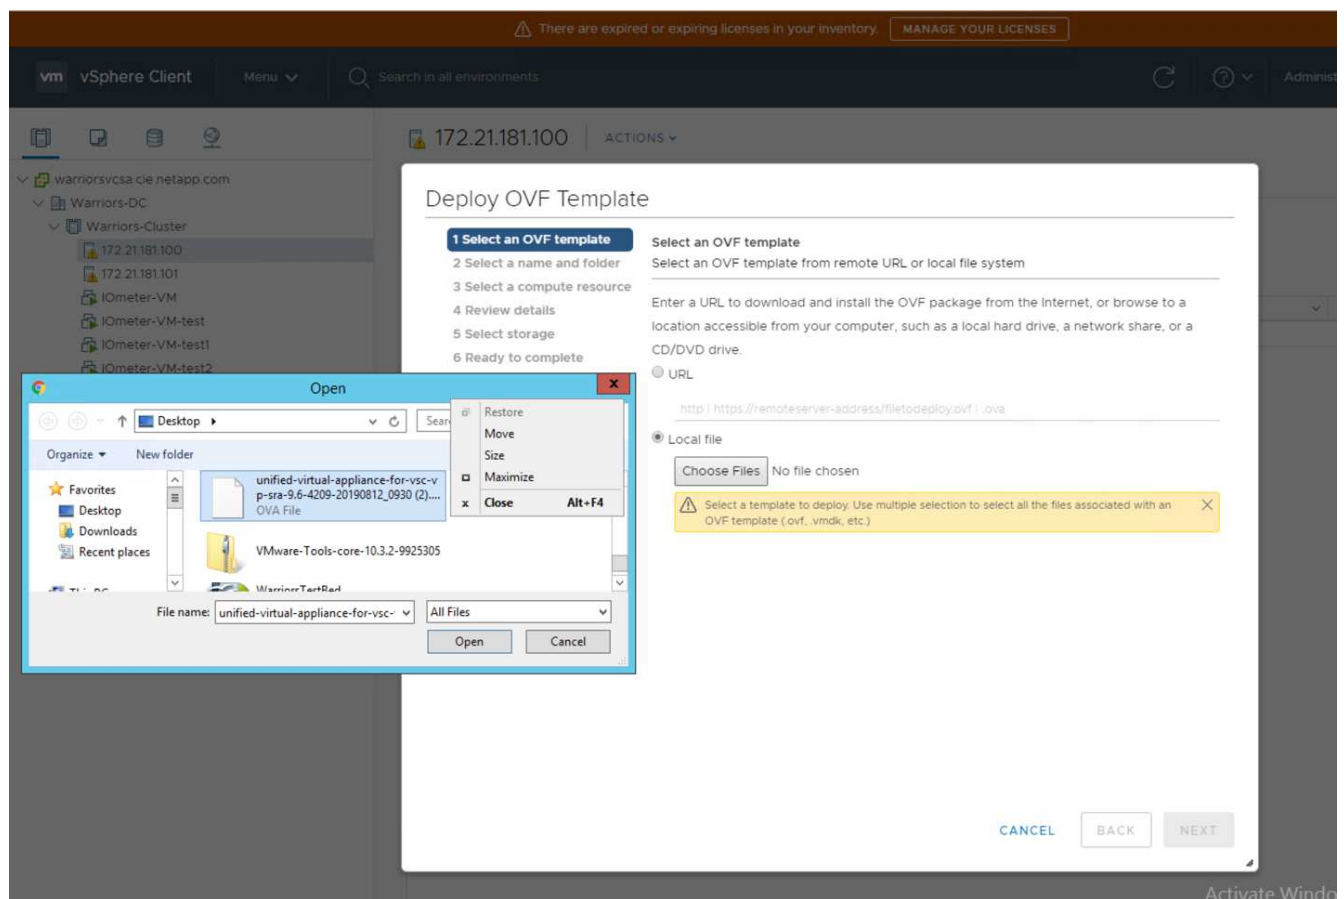 There are expired or expiring licenses in your inventory. MANAGE YOUR LICENSES
vm vSphere Client Menu Search in all environments Administ
172.21.181.100 ACTIONS
warriorsvcsa.cie.netapp.com
Warriors-DC
Warriors-Cluster
172.21.181.100
172.21.181.101
IOmeter-VM
IOmeter-VM-test
IOmeter-VM-test1
IOmeter-VM-test2
Deploy OVF Template
1 Select an OVF template
2 Select a name and folder
3 Select a compute resource
4 Review details
5 Select storage
6 Ready to complete
Select an OVF template
Select an OVF template from remote URL or local file system
Enter a URL to download and install the OVF package from the Internet, or browse to a
location accessible from your computer, such as a local hard drive, a network share, or a
CD/DVD drive.
URL
http | https://remoteserver-address/filetodeploy.ovf | .ova
Local file
Choose Files No file chosen
Select a template to deploy. Use multiple selection to select all the files associated with an
OVF template (.ovf, .vmdk, etc.)
CANCEL BACK NEXT
Open x
Desktop
Organize New folder
Favorites
Desktop
Downloads
Recent places
unified-virtual-appliance-for-vsc-v
p-sra-9.6-4209-20190812_0930 (2)....
OVA File
VMware-Tools-core-10.3.2-9925305
Restore
Move
Size
Maximize
x Close Alt+F4
File name: unified-virtual-appliance-for-vsc- All Files
Open Cancel
Activate Windo